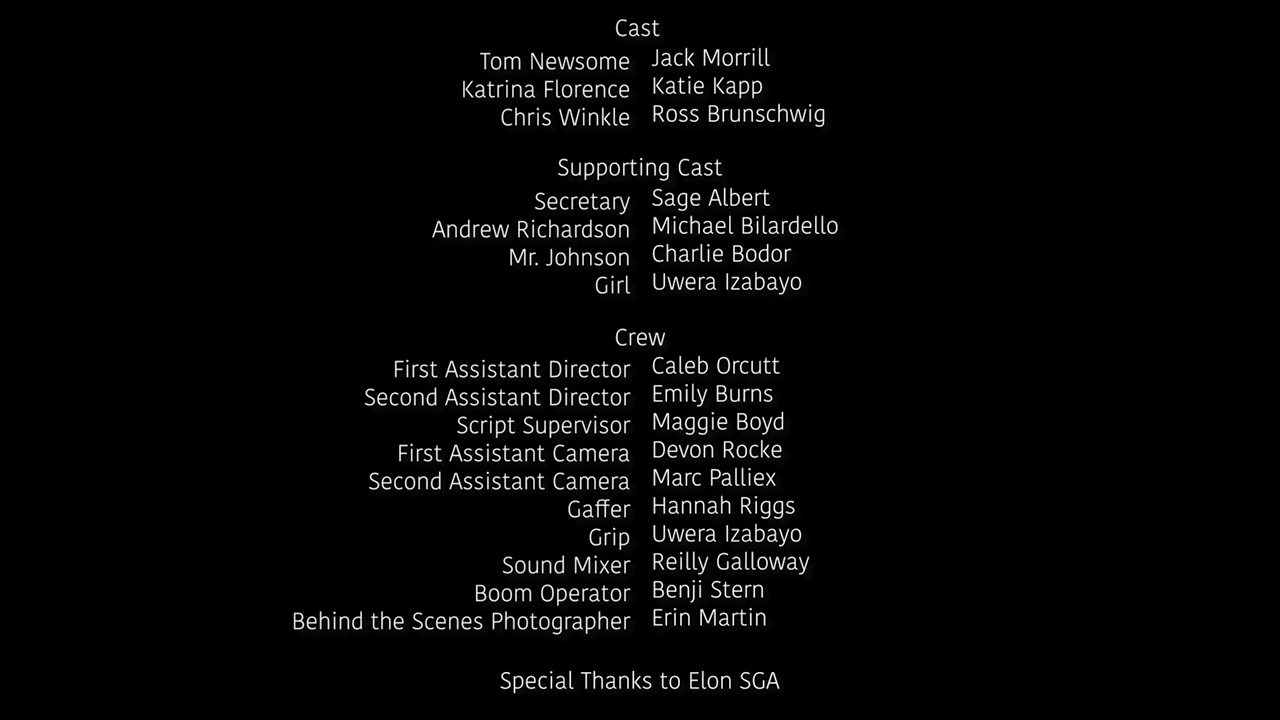 Cast
Tom Newsome Jack Morrill
Katrina Florence Katie Kapp
Chris Winkle Ross Brunschwig
Supporting Cast
Secretary Sage Albert
Andrew Richardson Michael Bilardello
Mr. Johnson Charlie Bodor
Girl Uwera Izabayo
Crew
First Assistant Director Caleb Orcutt
Second Assistant Director Emily Burns
Script Supervisor Maggie Boyd
First Assistant Camera Devon Rocke
Second Assistant Camera Marc Palliex
Gaffer Hannah Riggs
Grip Uwera Izabayo
Sound Mixer Reilly Galloway
Boom Operator Benji Stern
Behind the Scenes Photographer Erin Martin
Special Thanks to Elon SGA